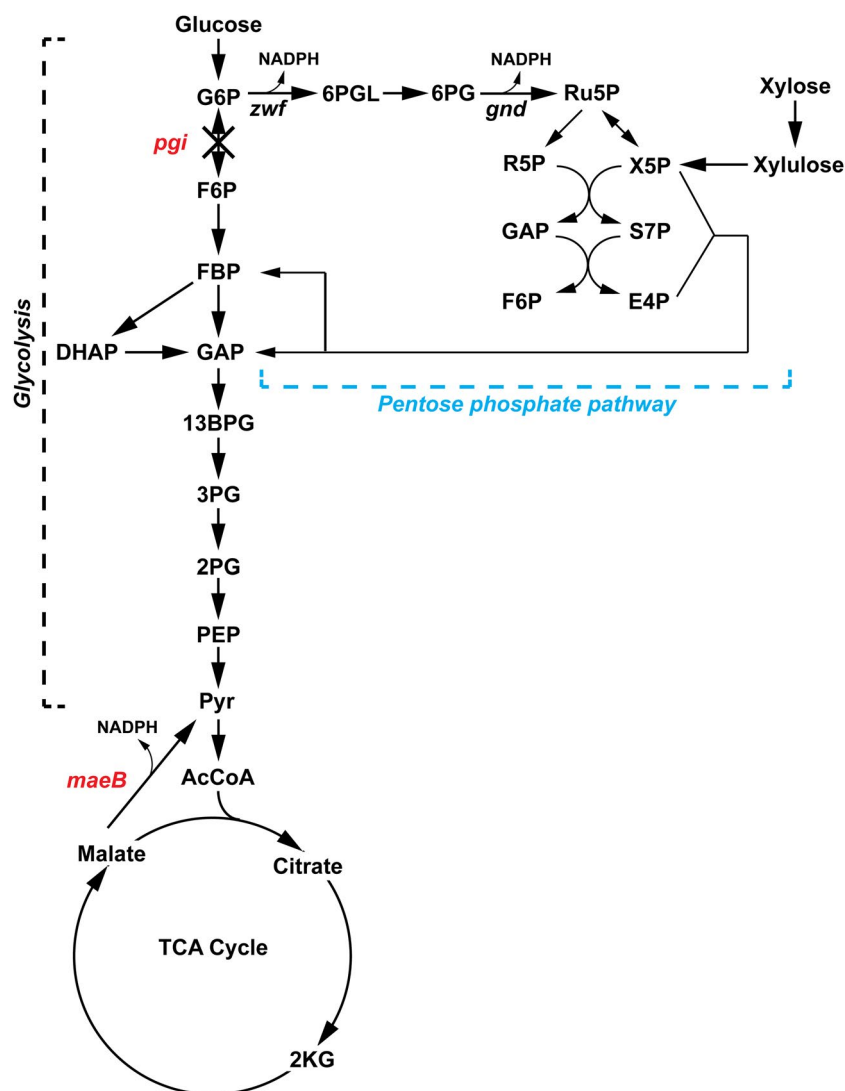 Glucose
NADPH
NADPH
G6P
zwf
6PGL
6PG
gnd
Ru5P
Xylose
pgi
R5P
X5P
Xylulose
F6P
GAP
S7P
FBP
F6P
E4P
Glycolysis
DHAP
GAP
Pentose phosphate pathway
13BPG
3PG
2PG
PEP
Pyr
NADPH
maeB
AcCoA
Malate
Citrate
TCA Cycle
2KG